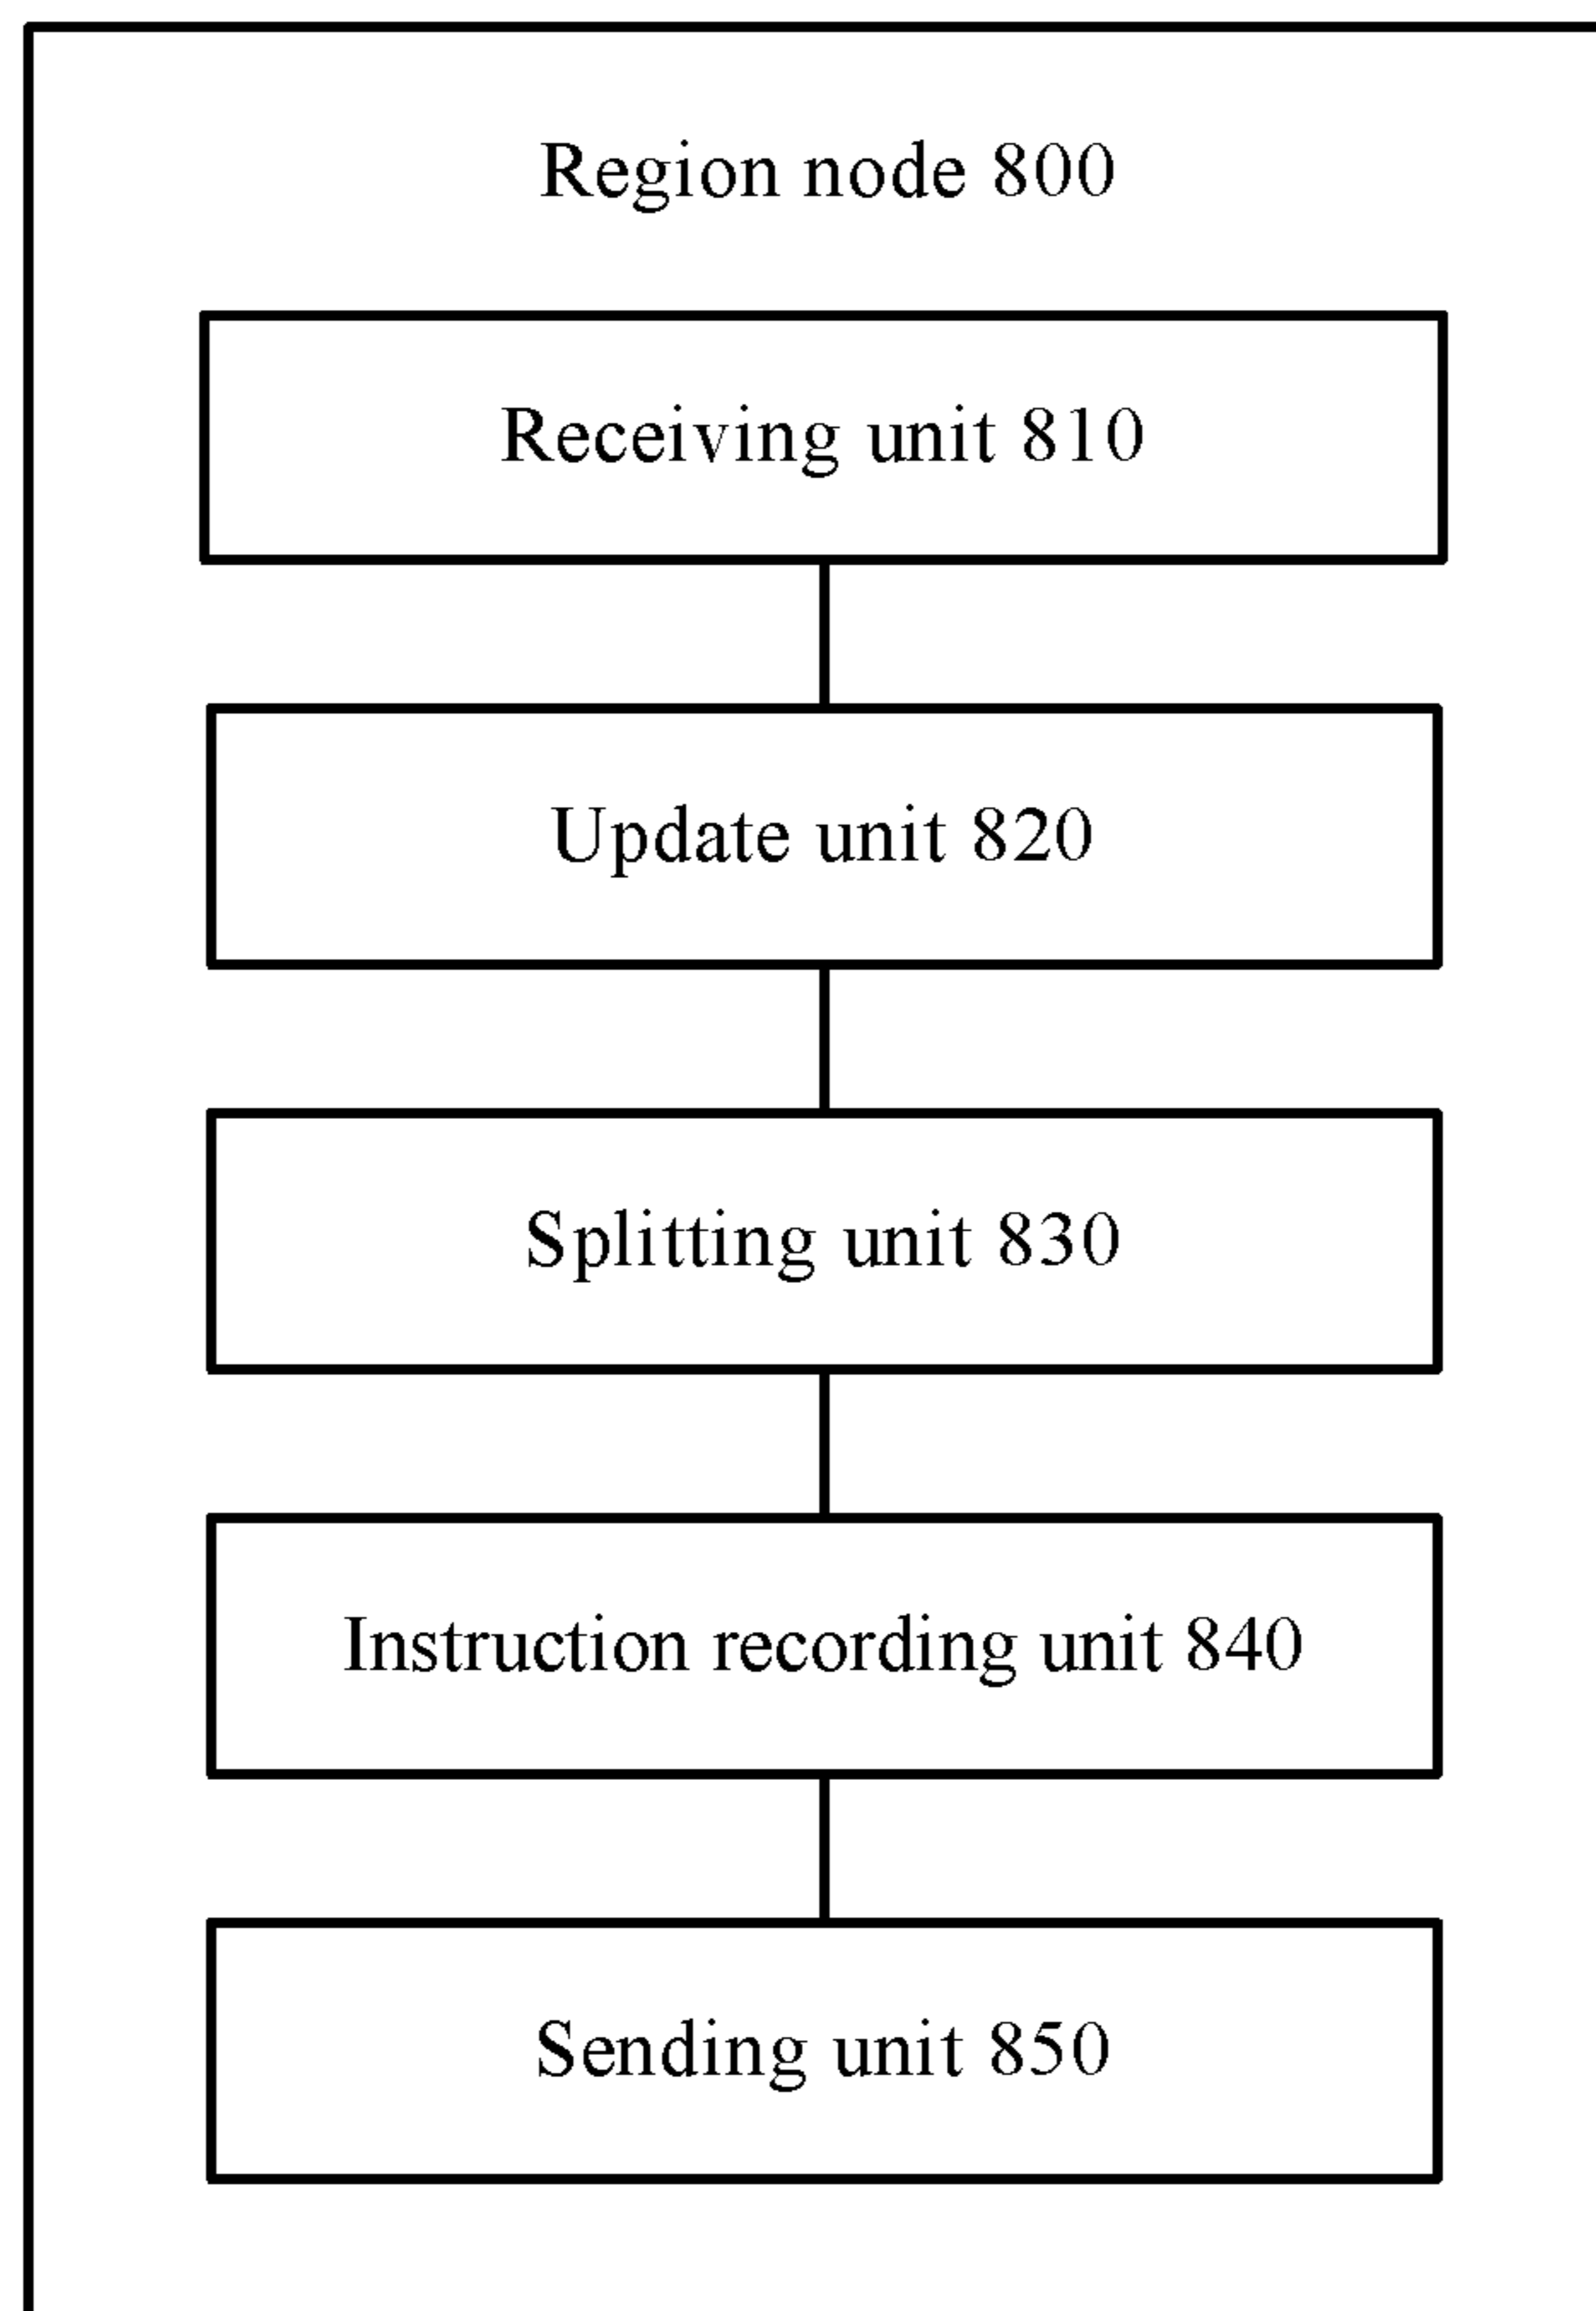 Region node 800
Receiving unit 810
Update unit 820
Splitting unit 830
Instruction recording unit 840
Sending unit 850